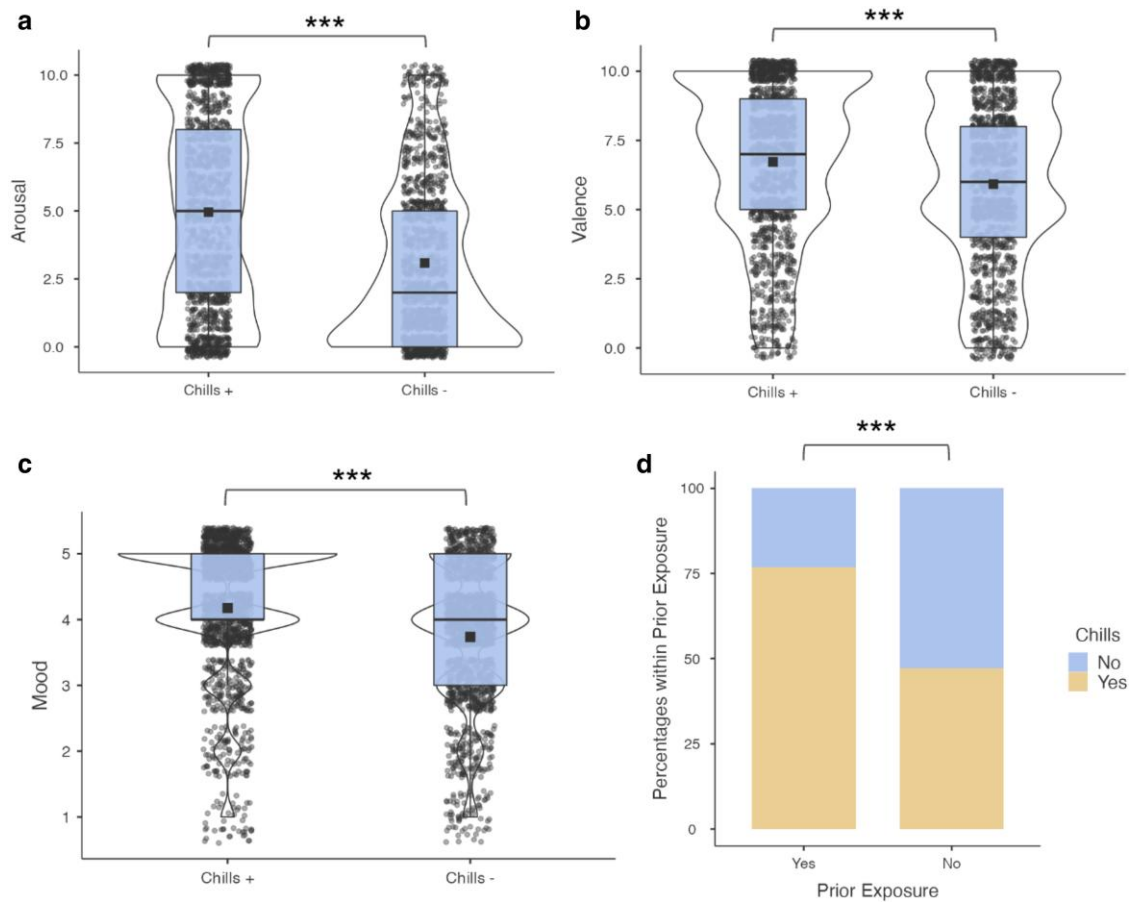 a
***
10.0
7.5
5.0
2.5
0.0
Arousal
Chills +
Chills -
b
***
10.0
7.5
5.0
2.5
0.0
Valence
Chills +
Chills -
c
***
5
4
3
2
1
Mood
Chills +
Chills -
d
***
100
75
50
25
0
Percentages within Prior Exposure
Yes
No
Prior Exposure
Chills
No
Yes